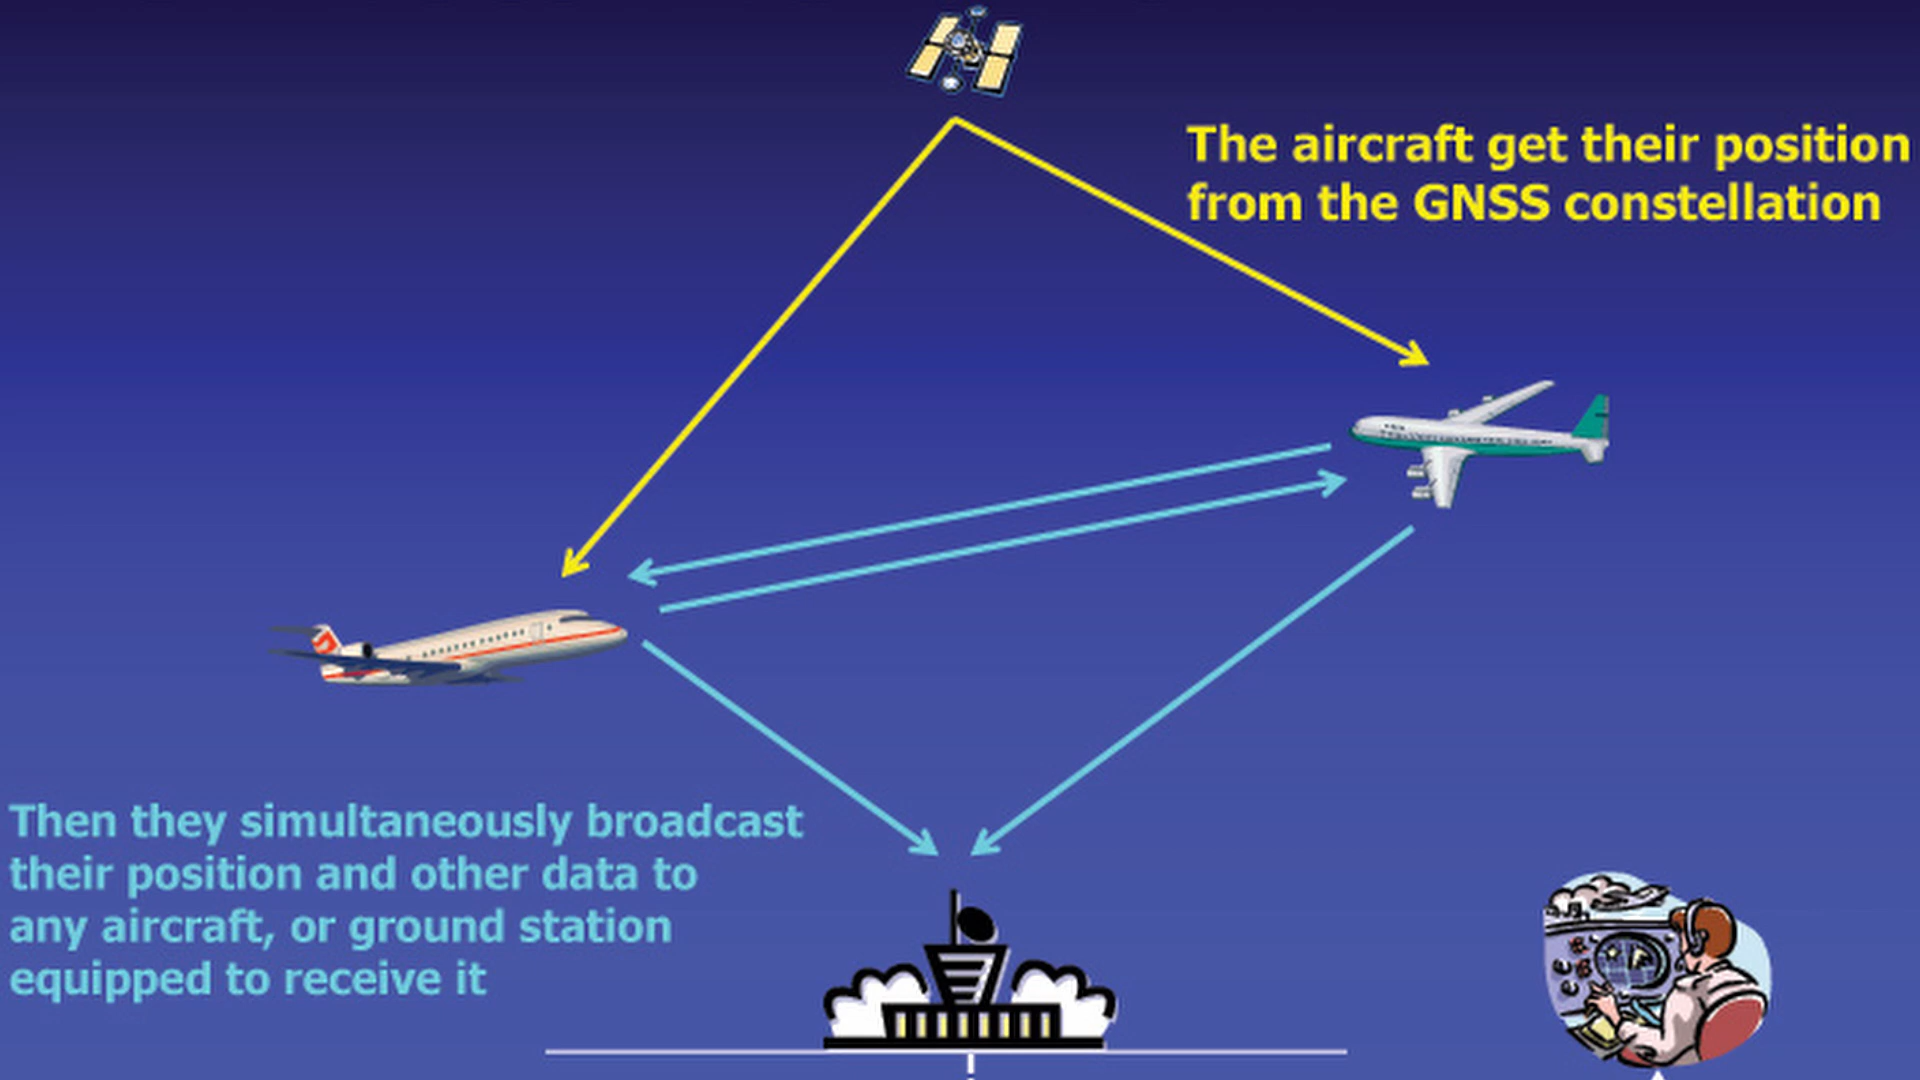 The aircraft get their position
from the GNSS constellation
Then they simultaneously broadcast
their position and other data to
any aircraft, or ground station
equipped to receive it